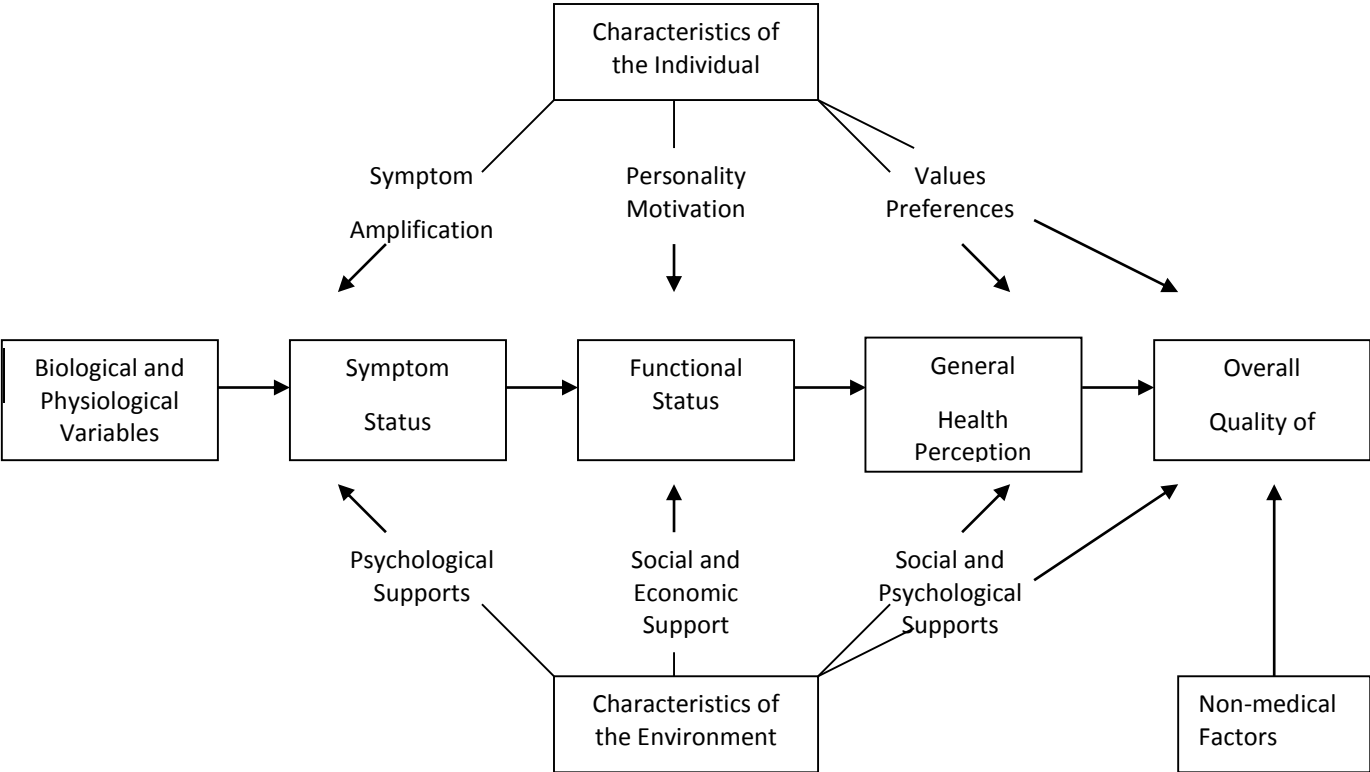 Characteristics of
the Individual
Symptom
Amplification
Personality
Motivation
Values
Preferences
Biological and
Physiological
Variables
Symptom
Status
Functional
Status
General
Health
Perception
Overall
Quality of
Psychological
Supports
Social and
Economic
Support
Social and
Psychological
Supports
Characteristics of
the Environment
Non-medical
Factors